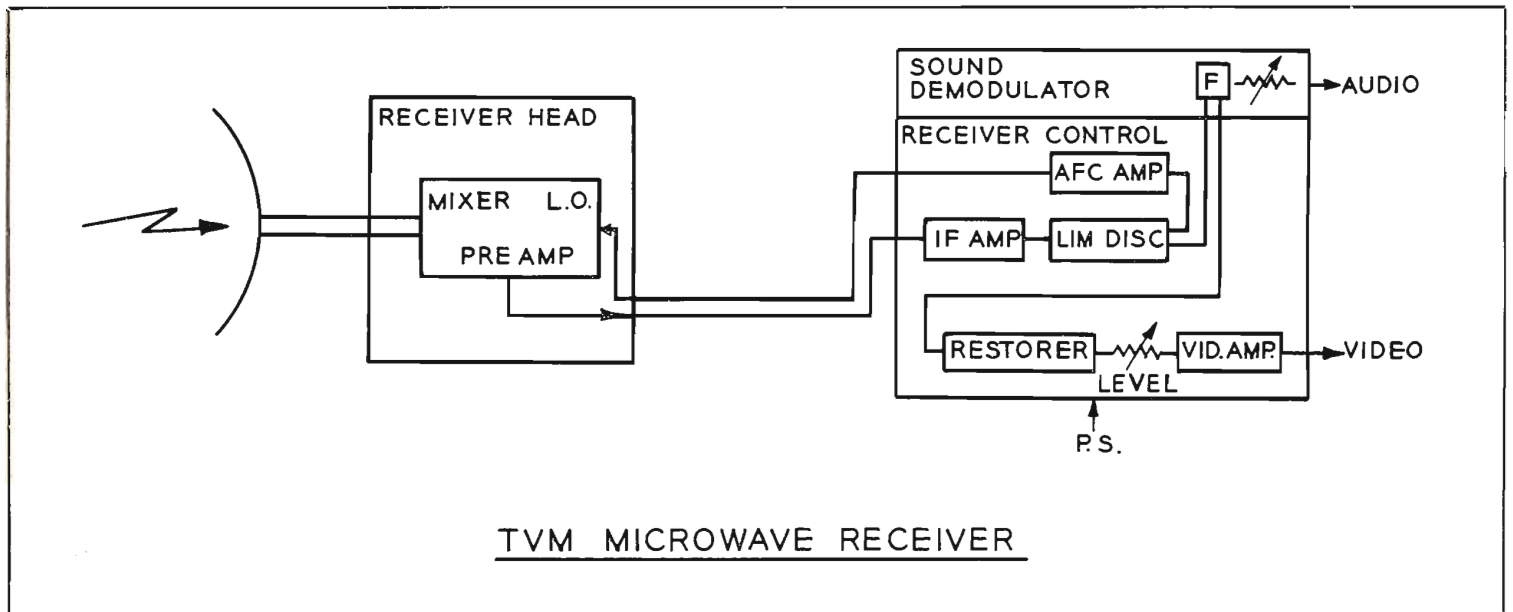 RECEIVER HEAD
MIXER L.O.
PRE AMP
SOUND
DEMODULATOR
F
AUDIO
RECEIVER CONTROL
AFC AMP
IF AMP
LIM DISC
RESTORER
LEVEL
VID. AMP.
VIDEO
P.S.
TVM MICROWAVE RECEIVER